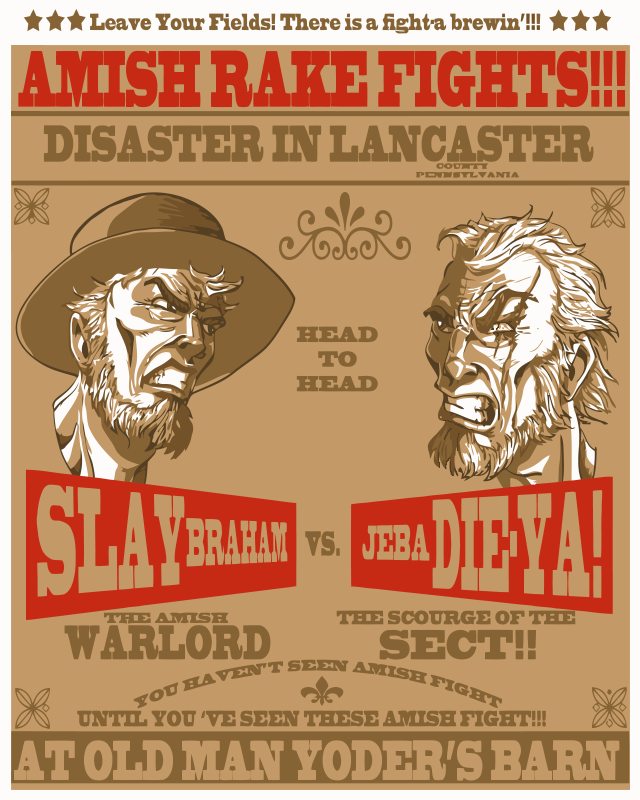 Leave Your Fields! There is a fight-a brewin'!!!
AMISH RAKE FIGHTS!!!
DISASTER IN LANCASTER
COUNTY
PENNSYLVANIA
HEAD
TO
HEAD
SLAYBRAHAM vs. JEBADIE-YA!
THE AMISH
WARLORD
THE SCOURGE OF THE
SECT!!
YOU HAVEN'T SEEN AMISH FIGHT
UNTIL YOU 'VE SEEN THESE AMISH FIGHT!!!
AT OLD MAN YODER'S BARN